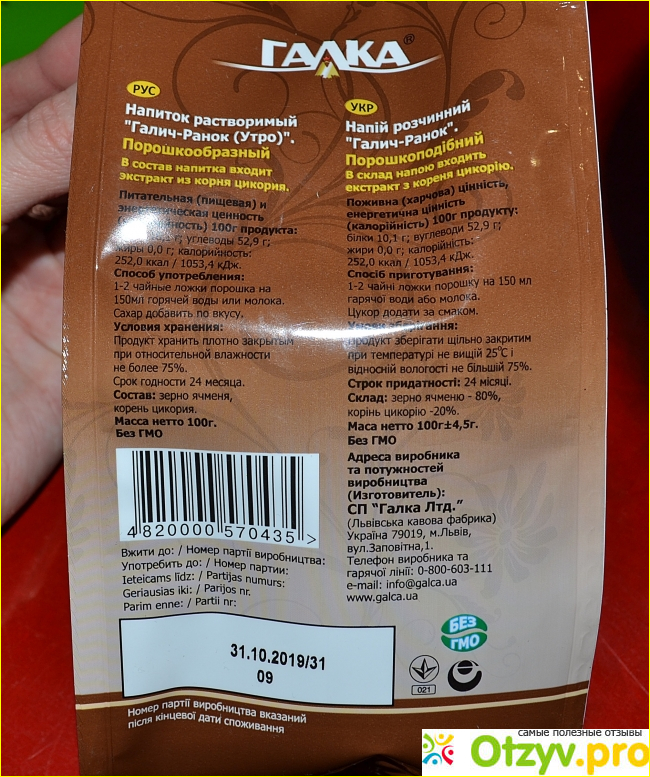 ГАЛКА®
РУС
Напиток растворимый
"Галич-Ранок (Утро)".
Порошкообразный
В состав напитка входит
экстракт из корня цикория.
Питательная (пищевая) и
энергетическая ценность
100г продукта:
г; углеводы 52,9 г;
жиры 0,0 г; калорийность:
252,0 ккал / 1053,4 кДж.
Способ употребления:
1-2 чайные ложки порошка на
150мл горячей воды или молока.
Сахар добавить по вкусу.
Условия хранения:
Продукт хранить плотно закрытым
при относительной влажности
не более 75%.
Срок годности 24 месяца.
Состав: зерно ячменя,
корень цикория.
Масса нетто 100г.
Без ГМО
4820000570435>
Вжити до: / Номер партії виробництва:
Употребить до: / Номер партии:
Ieteicams līdz: / Partijas numurs:
Geriausias iki: / Parijos nr.
Parim enne: / Partii nr:
31.10.2019/31
09
Номер партії виробництва вказаний
після кінцевої дати споживання
УКР
Напій розчинний
"Галич-Ранок".
Порошкоподібний
В склад напою входить
екстракт з кореня цикорію.
Поживна (харчова) цінність,
енергетична цінність
(калорійність) 100г продукту:
білки 10,1 г; вуглеводи 52,9 г;
жири 0,0 г; калорійність:
252,0 ккал / 1053,4 кДж.
Спосіб приготування:
1-2 чайні ложки порошку на 150 мл
гарячої води або молока.
Цукор додати за смаком.
Умови зберігання:
Продукт зберігати щільно закритим
при температурі не вищій 25°С і
відносній вологості не більшій 75%.
Строк придатності: 24 місяці.
Склад: зерно ячменю - 80%,
корінь цикорію -20%.
Маса нетто 100г±4,5г.
Без ГМО
Адреса виробника
та потужностей
виробництва
(Изготовитель):
СП "Галка Лтд."
(Львівська кавова фабрика)
Україна 79019, м.Львів,
вул.Заповітна,1.
Телефон виробника та
гарячої лінії: 0-800-603-111
e-mail: info@galca.ua
www.galca.ua
БЕЗ
ГМО
021
самые полезные отзывы
Otzyv.pro